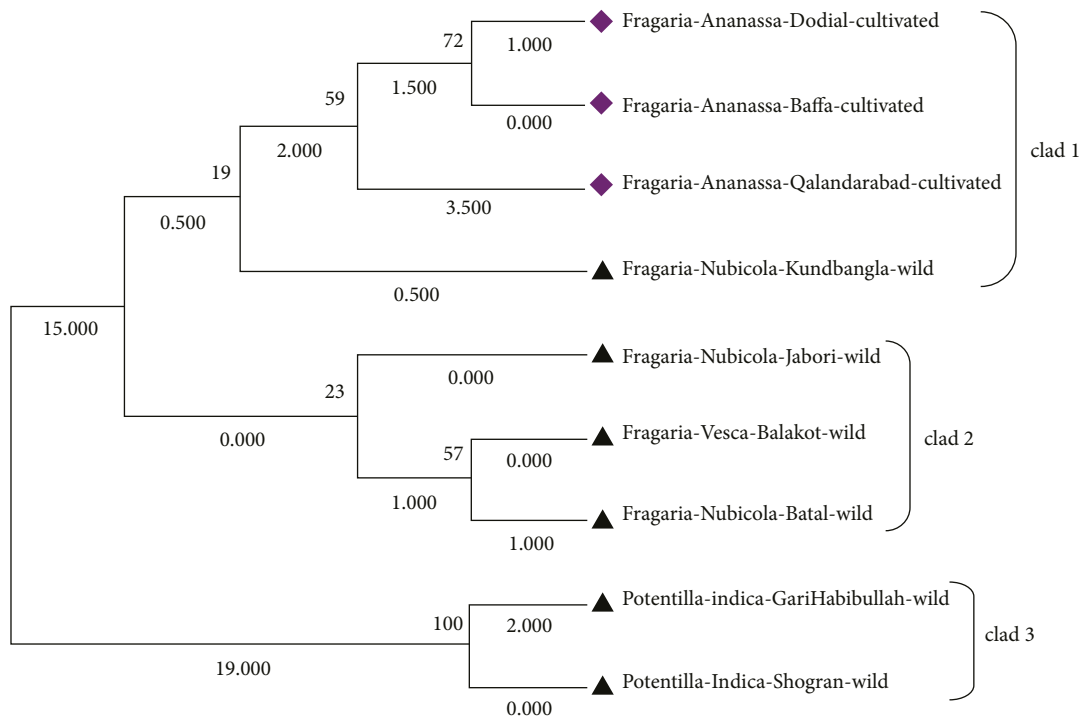 72
1.000
Fragaria-Ananassa-Dodial-cultivated
1.500
59
Fragaria-Ananassa-Baffa-cultivated
0.000
2.000
clad 1
19
Fragaria-Ananassa-Qalandarabad-cultivated
3.500
0.500
Fragaria-Nubicola-Kundbangla-wild
0.500
15.000
Fragaria-Nubicola-Jabori-wild
0.000
23
0.000
57
Fragaria-Vesca-Balakot-wild
0.000
clad 2
1.000
Fragaria-Nubicola-Batal-wild
1.000
Potentilla-indica-GariHabibullah-wild
100
2.000
clad 3
19.000
Potentilla-Indica-Shogran-wild
0.000